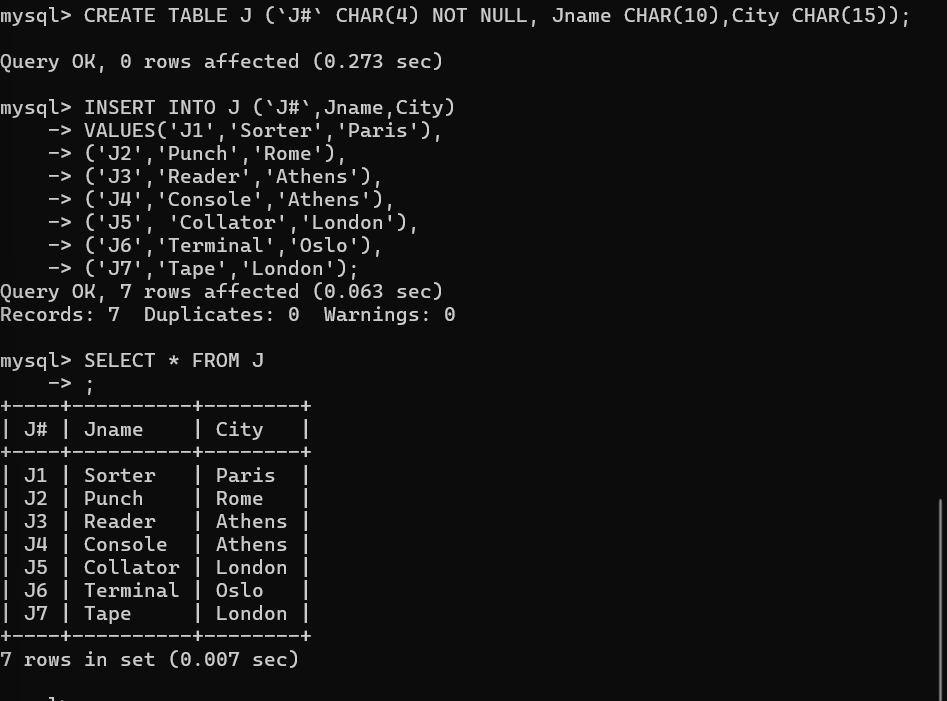 mysql> CREATE TABLE J (`J#` CHAR(4) NOT NULL, Jname CHAR(10),City CHAR(15));
Query OK, 0 rows affected (0.273 sec)
mysql> INSERT INTO J (`J#`,Jname,City)
    -> VALUES('J1','Sorter','Paris'),
    -> ('J2','Punch','Rome'),
    -> ('J3','Reader','Athens'),
    -> ('J4','Console','Athens'),
    -> ('J5', 'Collator','London'),
    -> ('J6','Terminal','Oslo'),
    -> ('J7','Tape','London');
Query OK, 7 rows affected (0.063 sec)
Records: 7  Duplicates: 0  Warnings: 0
mysql> SELECT * FROM J
    -> ;
+----+----------+--------+
| J# | Jname    | City   |
+----+----------+--------+
| J1 | Sorter   | Paris  |
| J2 | Punch    | Rome   |
| J3 | Reader   | Athens |
| J4 | Console  | Athens |
| J5 | Collator | London |
| J6 | Terminal | Oslo   |
| J7 | Tape     | London |
+----+----------+--------+
7 rows in set (0.007 sec)